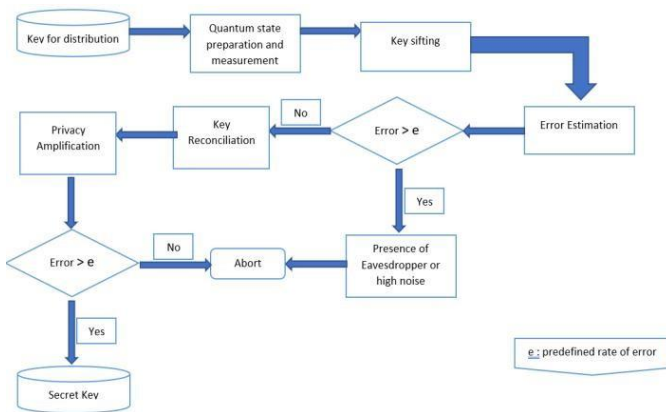 Key for distribution
Quantum state
preparation and
measurement
Key sifting
Error Estimation
Error > e
No
Key
Reconciliation
Privacy
Amplification
Yes
Presence of
Eavesdropper or
high noise
Abort
No
Error > e
Yes
Secret Key
e : predefined rate of error